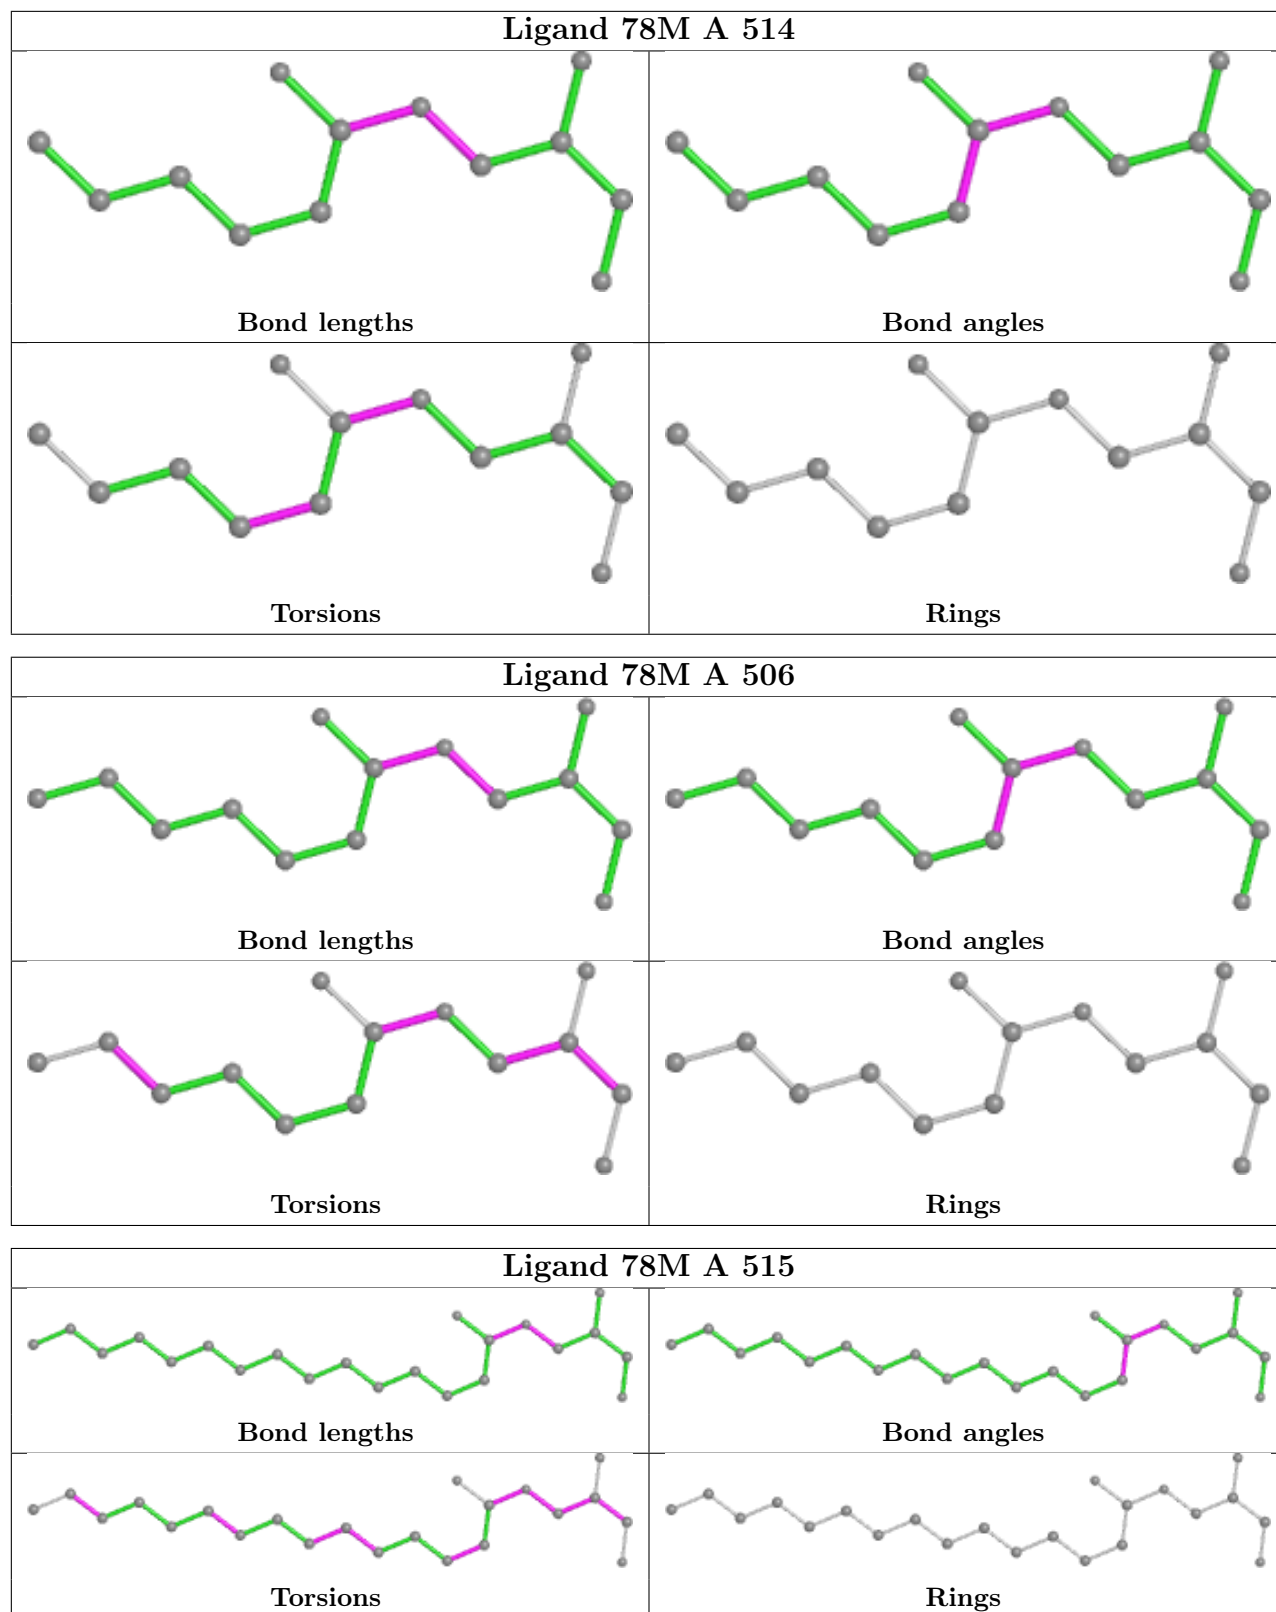 Ligand 78M A 514
Bond lengths
Bond angles
Torsions
Rings
Ligand 78M A 506
Bond lengths
Bond angles
Torsions
Rings
Ligand 78M A 515
Bond lengths
Bond angles
Torsions
Rings